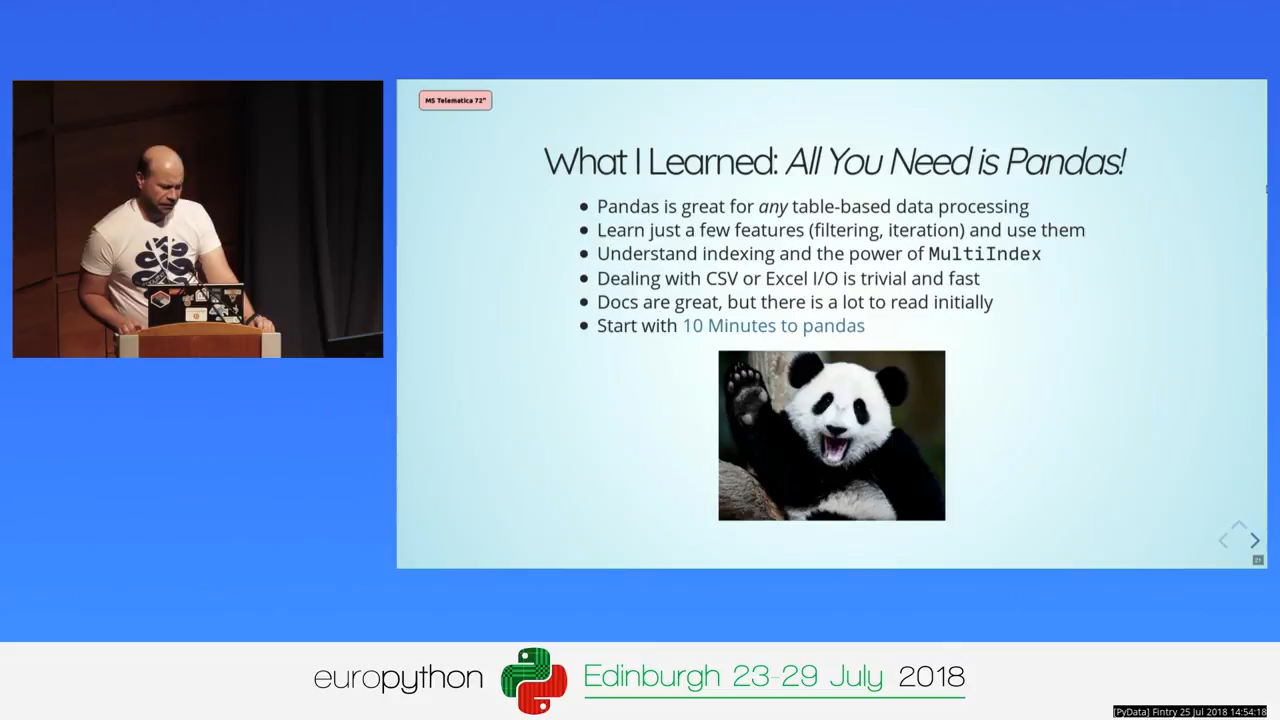 MS Telematica 72"
What I Learned: All You Need is Pandas!
Pandas is great for any table-based data processing
Learn just a few features (filtering, iteration) and use them
Understand indexing and the power of MultiIndex
Dealing with CSV or Excel I/O is trivial and fast
Docs are great, but there is a lot to read initially
Start with 10 Minutes to pandas
europython Edinburgh 23-29 July 2018
[PyData] Fintry 25 Jul 2018 14:54:18